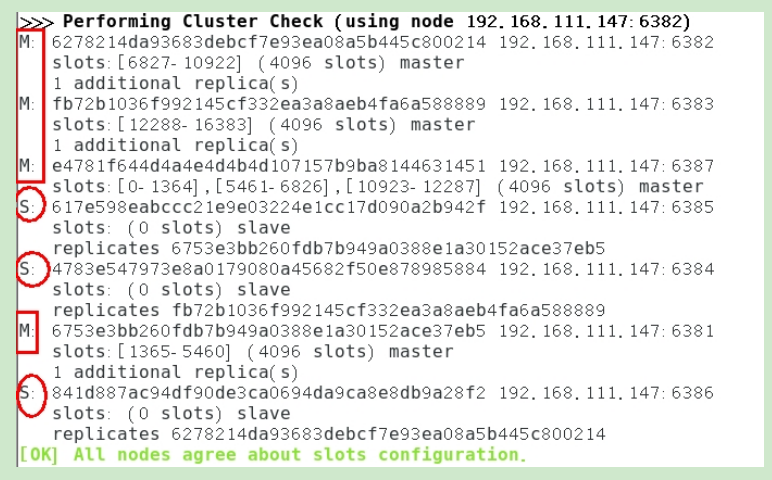 >>> Performing Cluster Check (using node 192.168.111.147:6382)
M: 6278214da93683debcf7e93ea08a5b445c800214 192.168.111.147:6382
slots:[6827-10922] (4096 slots) master
1 additional replica(s)
M: fb72b1036f992145cf332ea3a8aeb4fa6a588889 192.168.111.147:6383
slots:[12288-16383] (4096 slots) master
1 additional replica(s)
M: e4781f644d4a4e4d4b4d107157b9ba8144631451 192.168.111.147:6387
slots:[0-1364],[5461-6826],[10923-12287] (4096 slots) master
S: 617e598eabccc21e9e03224e1cc17d090a2b942f 192.168.111.147:6385
slots: (0 slots) slave
replicates 6753e3bb260fdb7b949a0388e1a30152ace37eb5
S: 4783e547973e8a0179080a45682f50e878985884 192.168.111.147:6384
slots: (0 slots) slave
replicates fb72b1036f992145cf332ea3a8aeb4fa6a588889
M: 6753e3bb260fdb7b949a0388e1a30152ace37eb5 192.168.111.147:6381
slots:[1365-5460] (4096 slots) master
1 additional replica(s)
S: 841d887ac94df90de3ca0694da9ca8e8db9a28f2 192.168.111.147:6386
slots: (0 slots) slave
replicates 6278214da93683debcf7e93ea08a5b445c800214
[OK] All nodes agree about slots configuration.